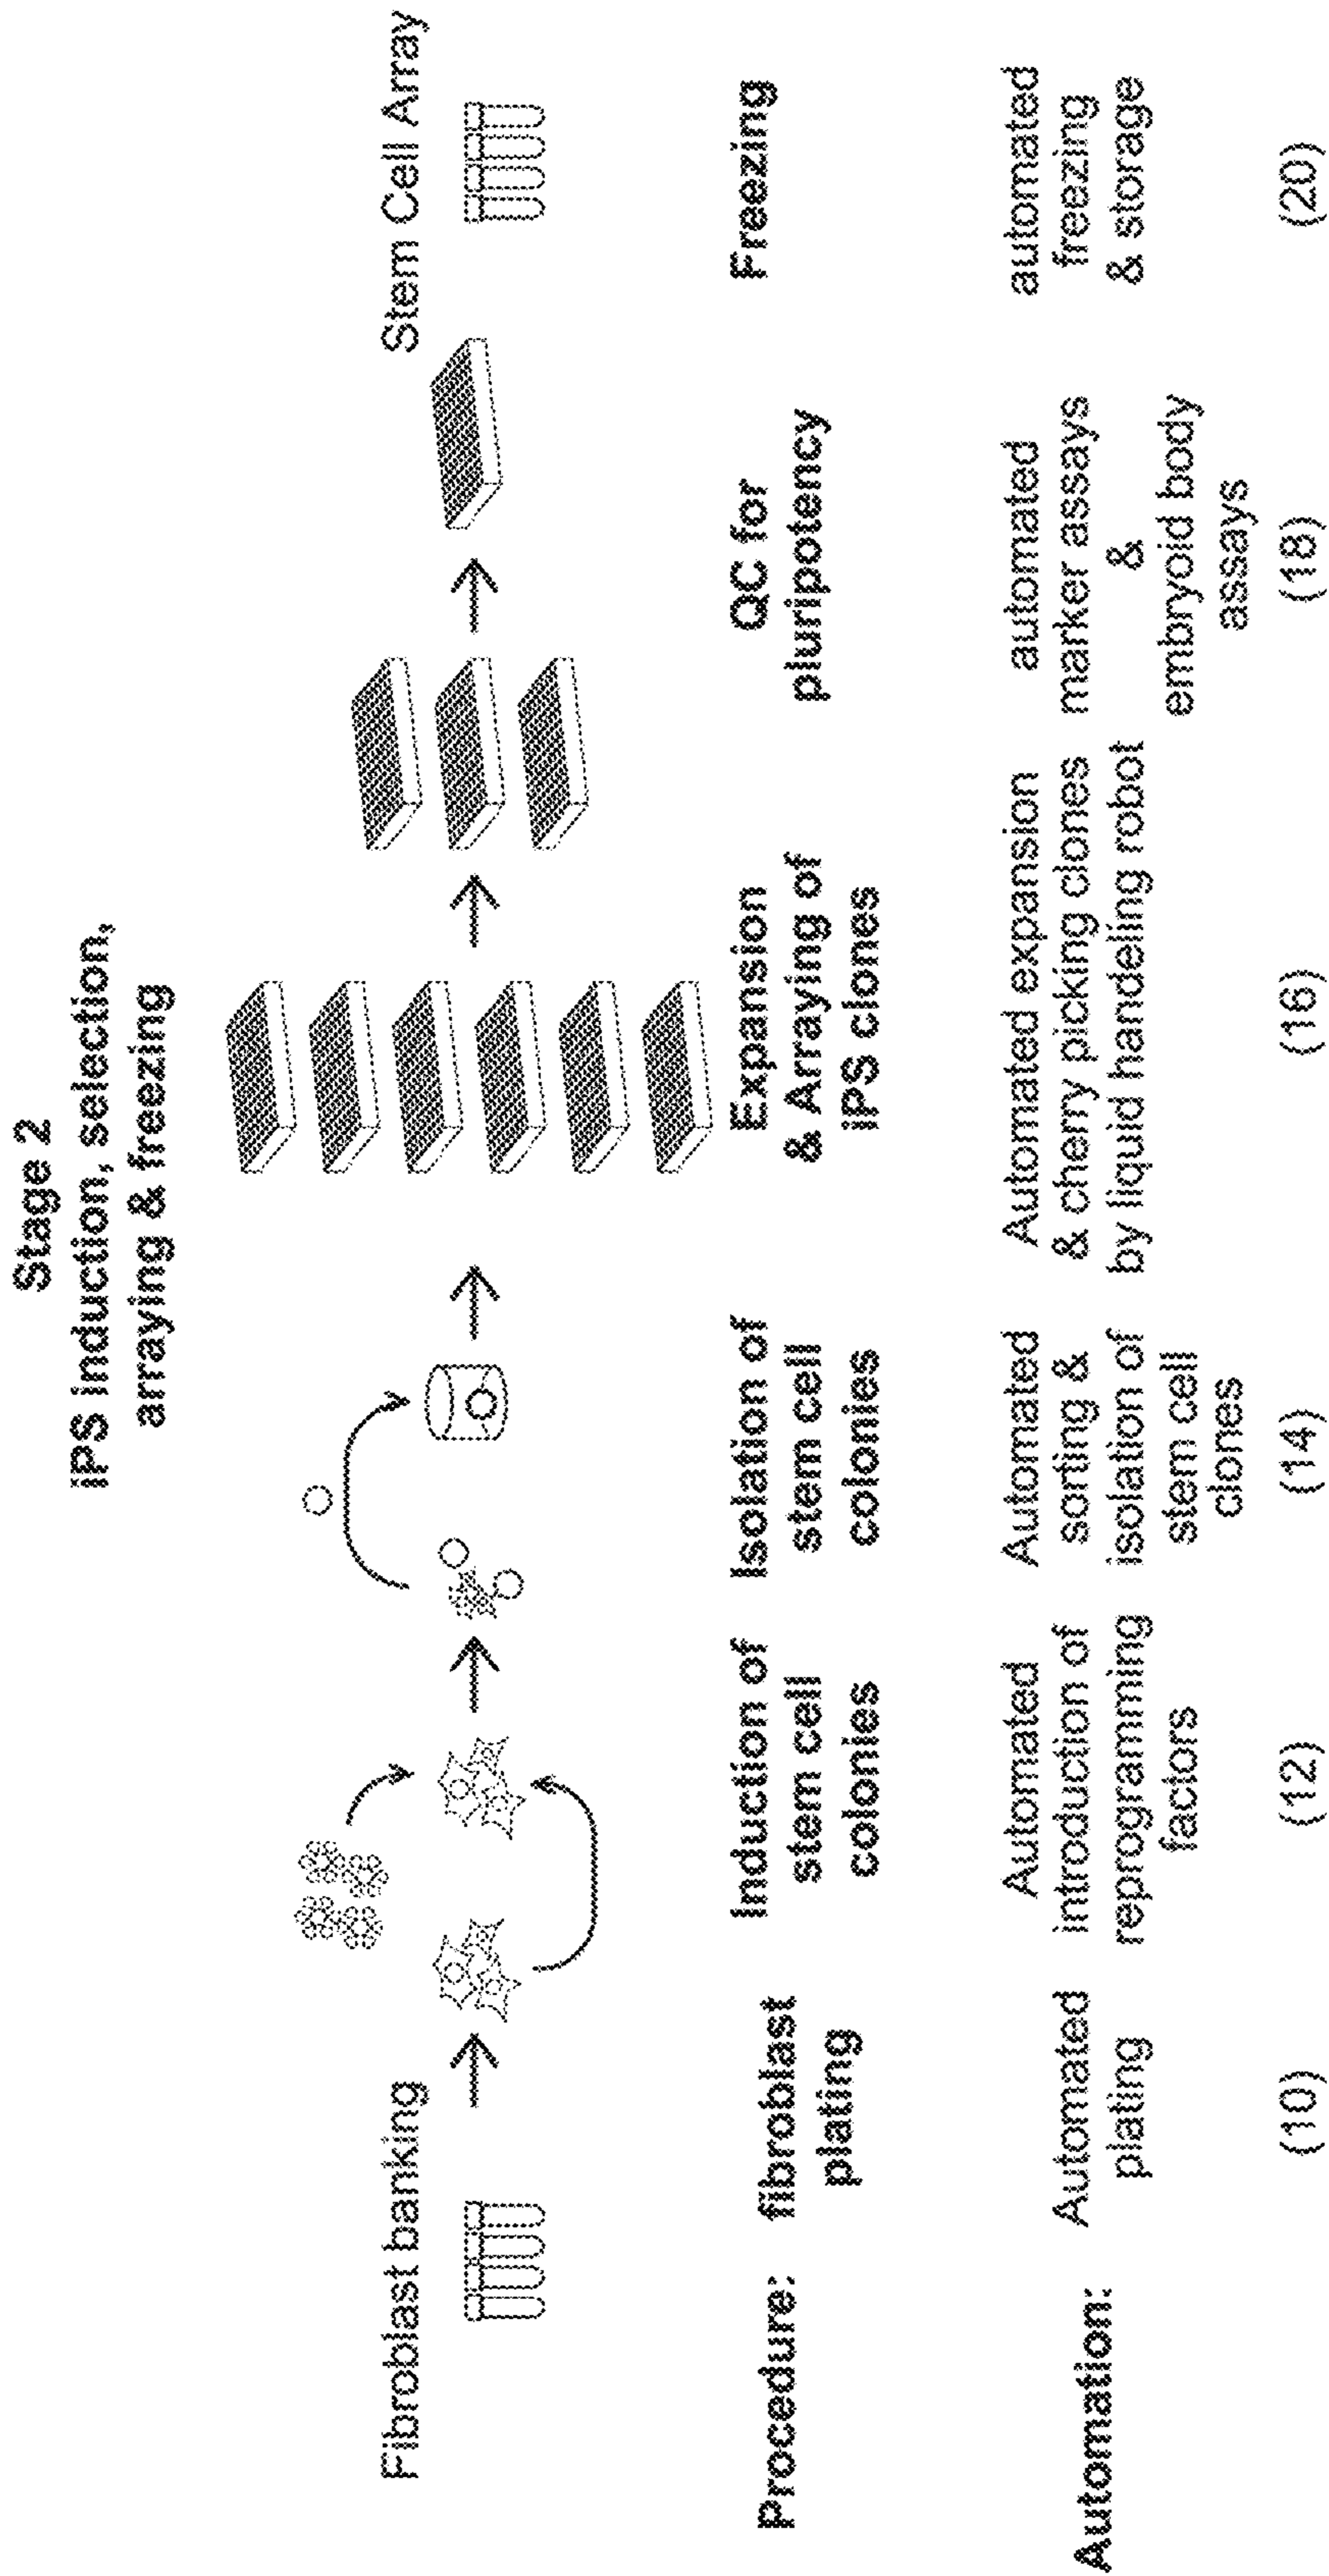 Stage 2
iPS induction, selection,
arraying & freezing
Fibroblast banking
Stem Cell Array
Procedure:
fibroblast
plating
Induction of
stem cell
colonies
Isolation of
stem cell
colonies
Expansion
& Arraying of
iPS clones
QC for
pluripotency
Freezing
Automation:
Automated
plating
(10)
Automated
introduction of
reprogramming
factors
(12)
Automated
sorting &
isolation of
stem cell
clones
(14)
Automated expansion
& cherry picking clones
by liquid handeling robot
(16)
automated
marker assays
&
embryoid body
assays
(18)
automated
freezing
& storage
(20)